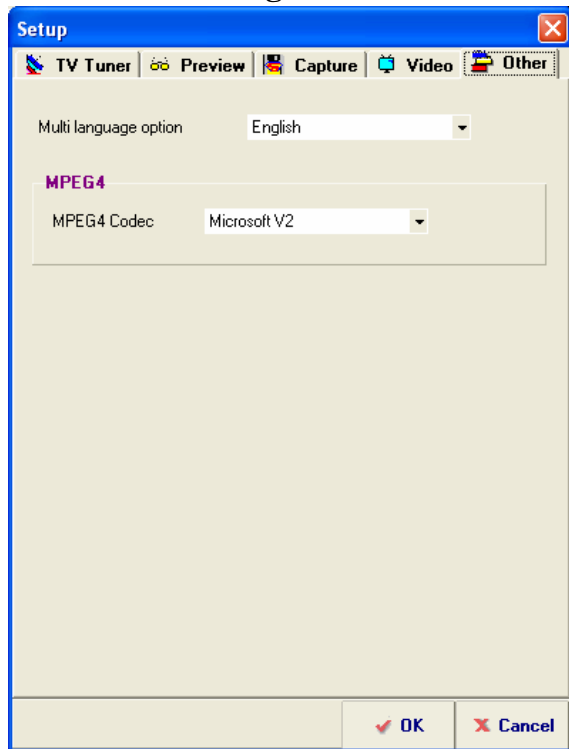 Setup
TV Tuner Preview Capture Video Other
Multi language option English
MPEG4
MPEG4 Codec Microsoft V2
OK Cancel